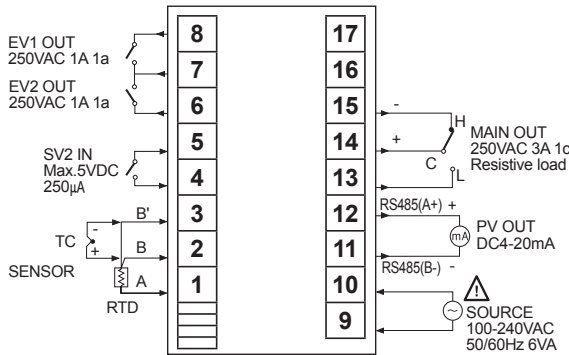 EV1 OUT
250VAC 1A 1a
EV2 OUT
250VAC 1A 1a
SV2 IN
Max.5VDC
250µA
TC
-
+
SENSOR
B'
B
A
RTD
8
7
6
5
4
3
2
1
17
16
15
14
13
12
11
10
9
-
+
H
C
L
MAIN OUT
250VAC 3A 1c
Resistive load
RS485(A+) +
mA
PV OUT
DC4-20mA
RS485(B-) -
!
SOURCE
100-240VAC
50/60Hz 6VA